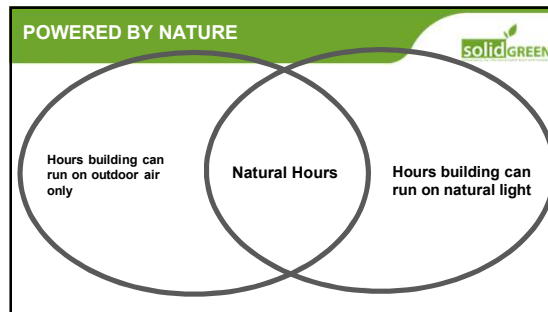 POWERED BY NATURE
solidGREEN
Hours building can
run on outdoor air
only
Natural Hours
Hours building can
run on natural light